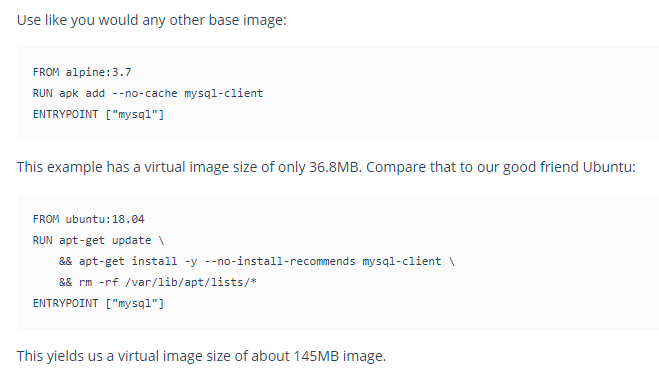 Use like you would any other base image:
FROM alpine:3.7
RUN apk add --no-cache mysql-client
ENTRYPOINT ["mysql"]
This example has a virtual image size of only 36.8MB. Compare that to our good friend Ubuntu:
FROM ubuntu:18.04
RUN apt-get update \
    && apt-get install -y --no-install-recommends mysql-client \
    && rm -rf /var/lib/apt/lists/*
ENTRYPOINT ["mysql"]
This yields us a virtual image size of about 145MB image.